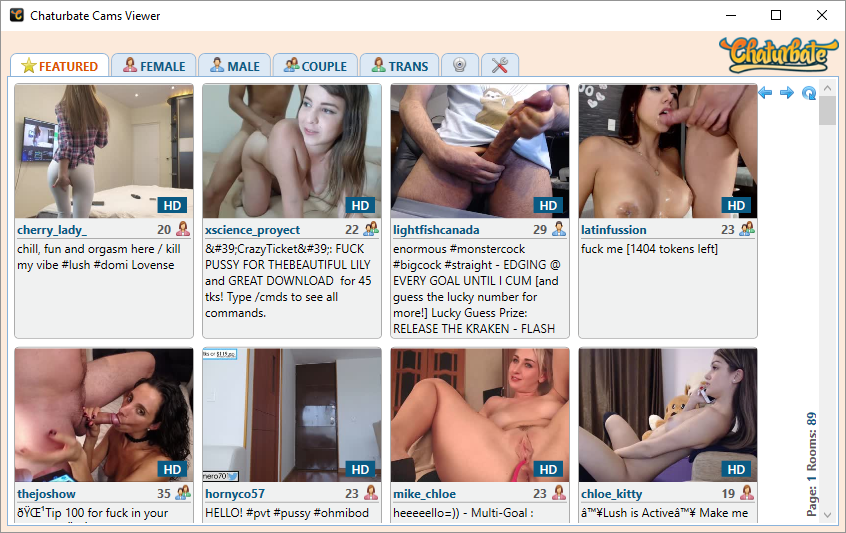 Chaturbate Cams Viewer
Chaturbate
FEATURED
FEMALE
MALE
COUPLE
TRANS
HD
HD
HD
HD
cherry_lady_ 20
chill, fun and orgasm here / kill
my vibe #lush #domi Lovense
xscience_proyect 22
&#39;CrazyTicket&#39;: FUCK
PUSSY FOR THEBEAUTIFUL LILY
and GREAT DOWNLOAD  for 45
tks! Type /cmds to see all
commands.
lightfishcanada 29
enormous #monstercock
#bigcock #straight - EDGING @
EVERY GOAL UNTIL I CUM [and
guess the lucky number for
more!] Lucky Guess Prize:
RELEASE THE KRAKEN - FLASH
latinfussion 23
fuck me [1404 tokens left]
HD
HD
HD
HD
thejoshow 35
ðŸŒ¹Tip 100 for fuck in your
hornyco57 23
HELLO! #pvt #pussy #ohmibod
mike_chloe 23
heeeeello=)) - Multi-Goal :
chloe_kitty 19
â™¥Lush is Activeâ™¥ Make me
Page: 1 Rooms: 89